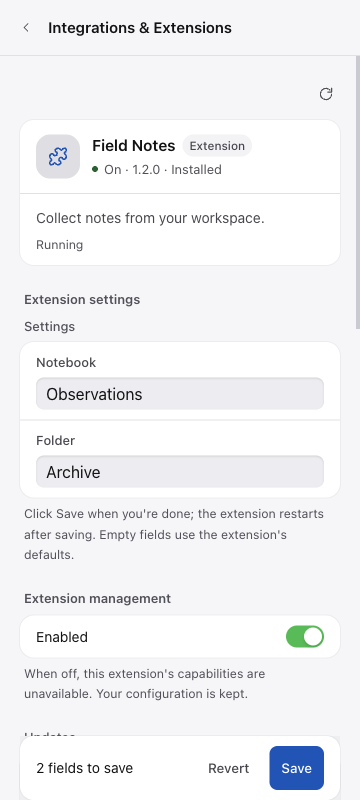 Integrations & Extensions
Field Notes Extension
On · 1.2.0 · Installed
Collect notes from your workspace.
Running
Extension settings
Settings
Notebook
Observations
Folder
Archive
Click Save when you're done; the extension restarts
after saving. Empty fields use the extension's
defaults.
Extension management
Enabled
When off, this extension's capabilities are
unavailable. Your configuration is kept.
2 fields to save Revert Save